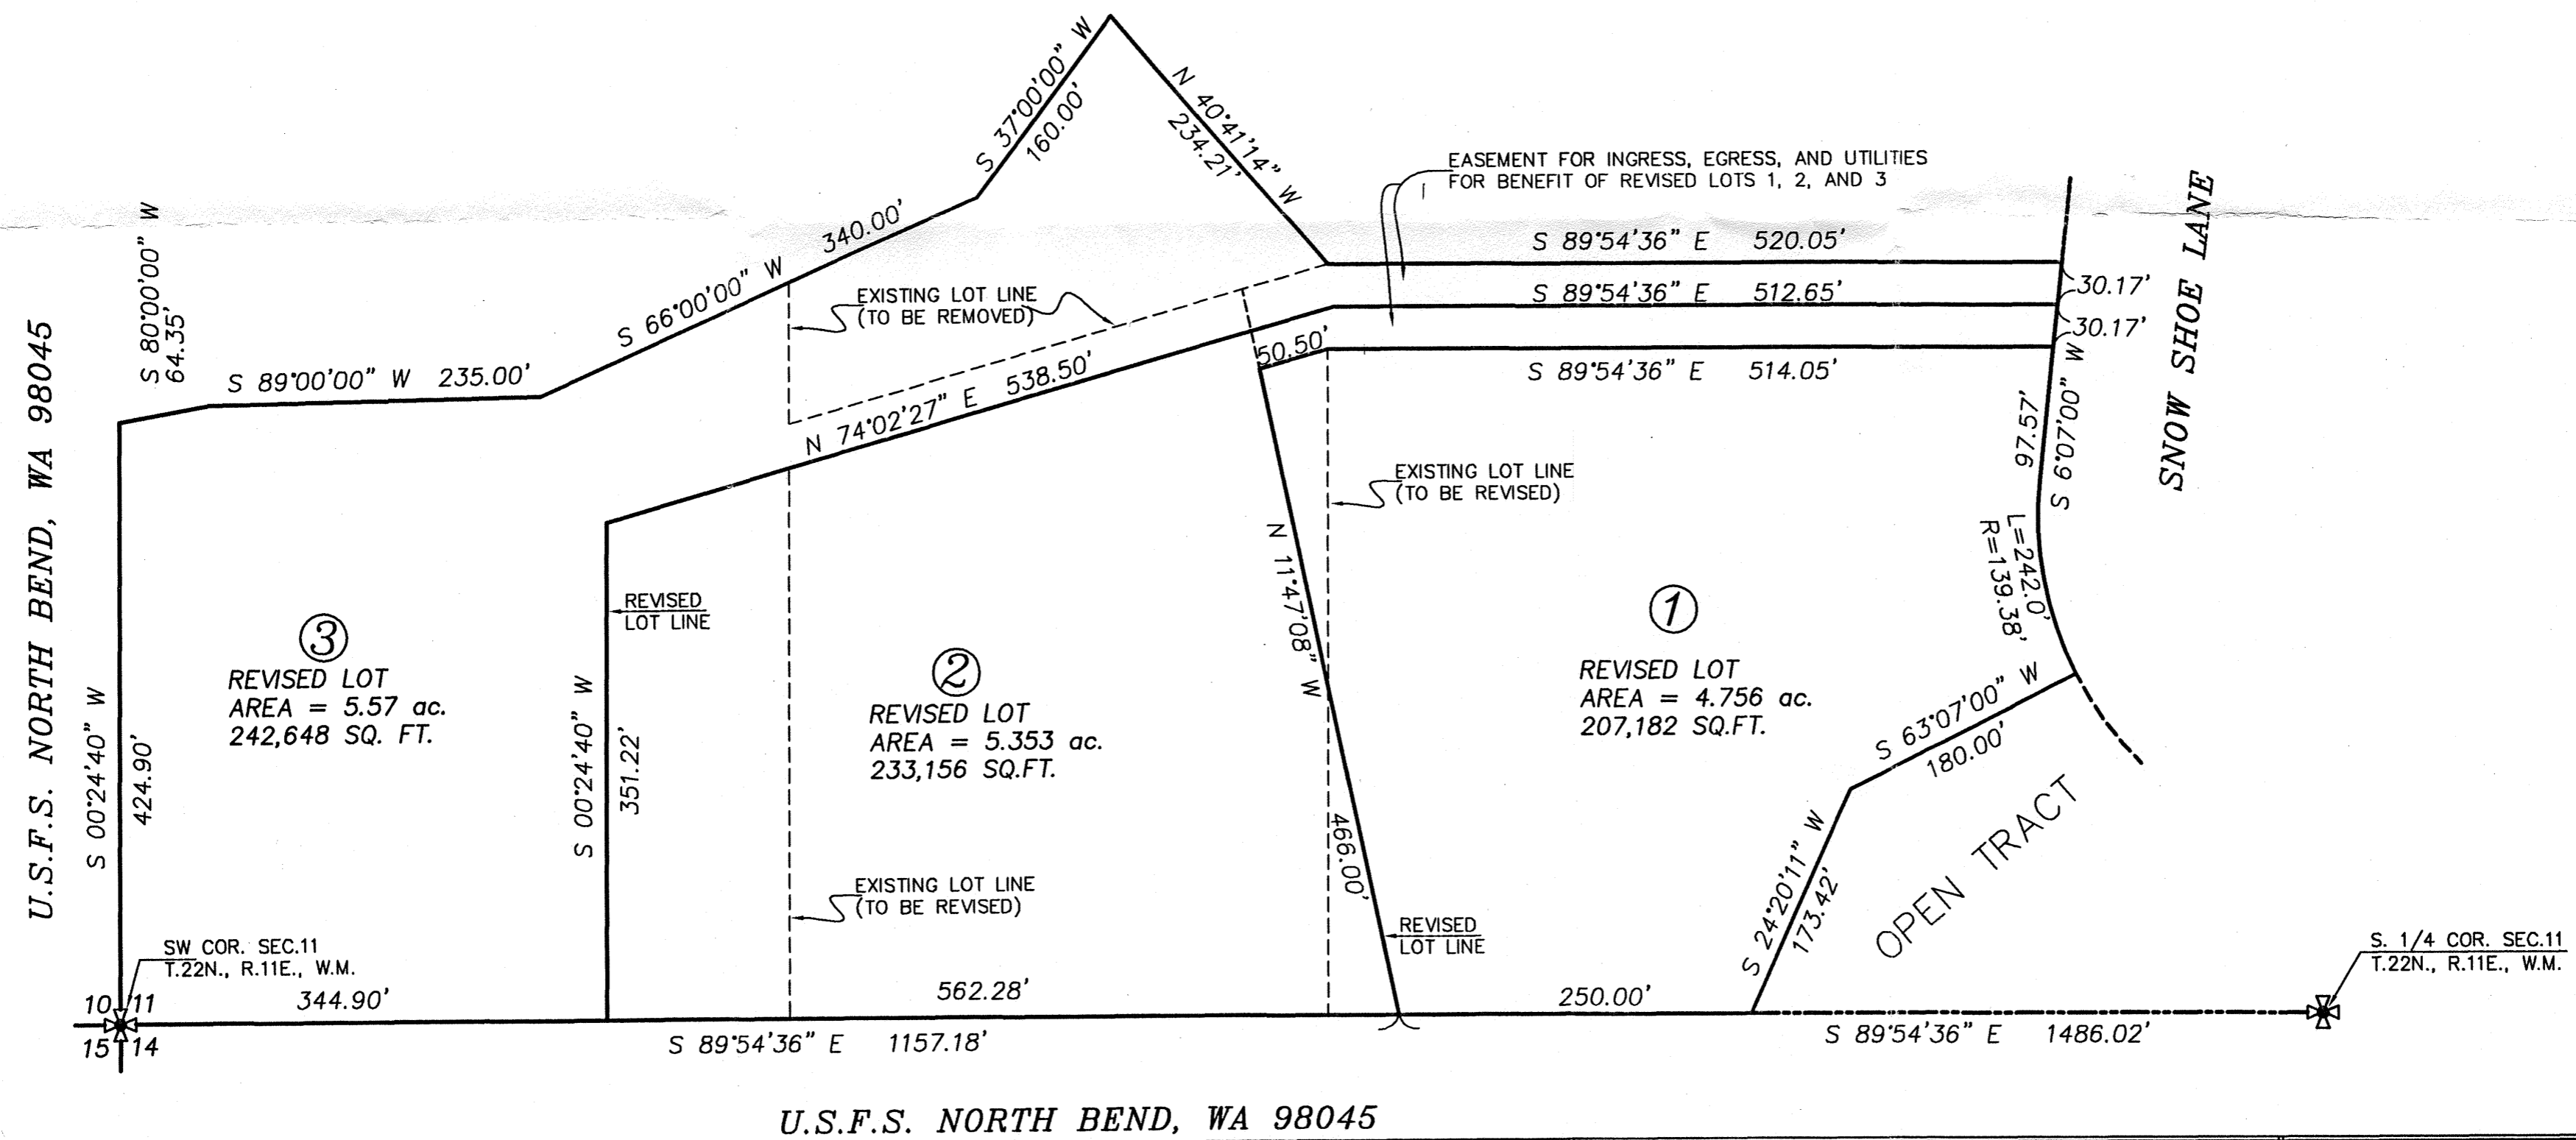 S 37°00'00" W
160.00'
N 40°41'14" W
234.21'
EASEMENT FOR INGRESS, EGRESS, AND UTILITIES
FOR BENEFIT OF REVISED LOTS 1, 2, AND 3
SNOW SHOE LANE
S 80°00'00" W
64.35'
340.00'
S 66°00'00" W
S 89°54'36" E 520.05'
30.17'
S 89°54'36" E 512.65'
30.17'
EXISTING LOT LINE
(TO BE REMOVED)
50.50'
S 89°54'36" E 514.05'
S 89°00'00" W 235.00'
N 74°02'27" E 538.50'
97.57'
S 6°07'00" W
EXISTING LOT LINE
(TO BE REVISED)
U.S.F.S. NORTH BEND, WA 98045
N 11°47'08" W
466.00'
L=242.0'
R=139.38'
REVISED
LOT LINE
3
REVISED LOT
AREA = 5.57 ac.
242,648 SQ. FT.
2
REVISED LOT
AREA = 5.353 ac.
233,156 SQ.FT.
1
REVISED LOT
AREA = 4.756 ac.
207,182 SQ.FT.
S 63°07'00" W
180.00'
S 00°24'40" W
424.90'
S 00°24'40" W
351.22'
S 24°20'11" W
173.42'
OPEN TRACT
EXISTING LOT LINE
(TO BE REVISED)
REVISED
LOT LINE
SW COR. SEC.11
T.22N., R.11E., W.M.
S. 1/4 COR. SEC.11
T.22N., R.11E., W.M.
10 11
15 14
344.90'
562.28'
250.00'
S 89°54'36" E 1157.18'
S 89°54'36" E 1486.02'
U.S.F.S. NORTH BEND, WA 98045